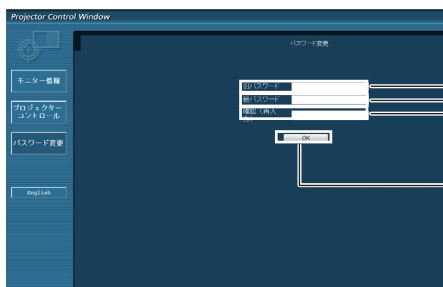 Projector Control Window
パスワード変更
モニター情報
プロジェクター
コントロール
パスワード変更
English
旧パスワード
新パスワード
確認（再入
力）
OK